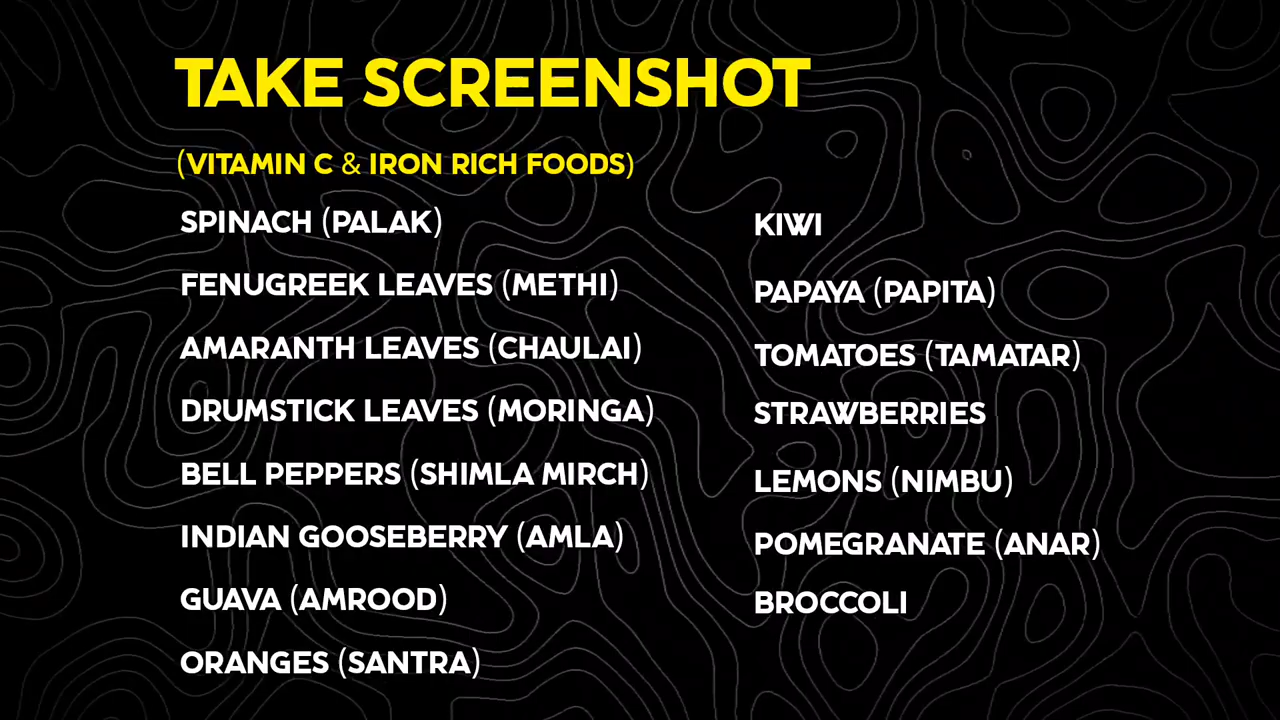 TAKE SCREENSHOT
(VITAMIN C & IRON RICH FOODS)
SPINACH (PALAK)
FENUGREEK LEAVES (METHI)
AMARANTH LEAVES (CHAULAI)
DRUMSTICK LEAVES (MORINGA)
BELL PEPPERS (SHIMLA MIRCH)
INDIAN GOOSEBERRY (AMLA)
GUAVA (AMROOD)
ORANGES (SANTRA)
KIWI
PAPAYA (PAPITA)
TOMATOES (TAMATAR)
STRAWBERRIES
LEMONS (NIMBU)
POMEGRANATE (ANAR)
BROCCOLI